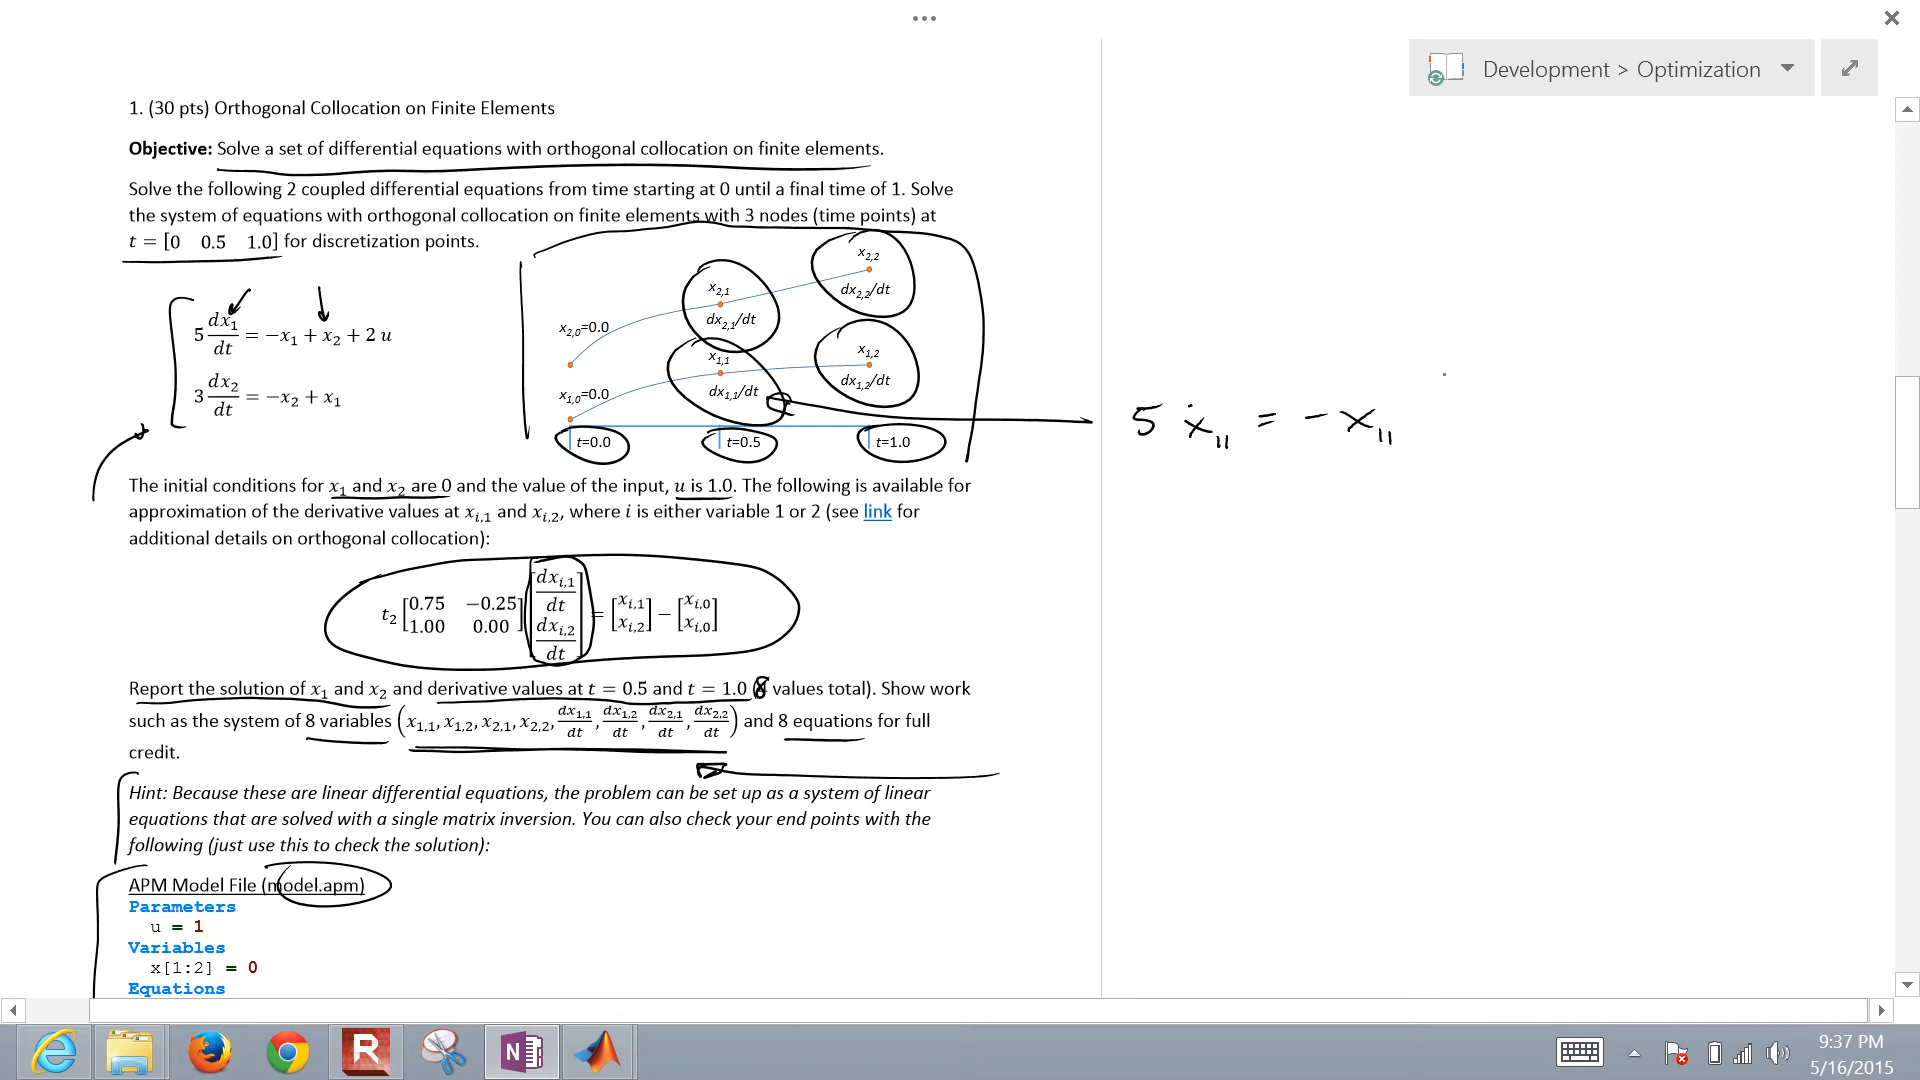 Development > Optimization
1. (30 pts) Orthogonal Collocation on Finite Elements
Objective: Solve a set of differential equations with orthogonal collocation on finite elements.
Solve the following 2 coupled differential equations from time starting at 0 until a final time of 1. Solve
the system of equations with orthogonal collocation on finite elements with 3 nodes (time points) at
t = [0 0.5 1.0] for discretization points.
5 dx₁/dt = −x₁ + x₂ + 2 u
3 dx₂/dt = −x₂ + x₁
x2,2
dx2,2/dt
x2,1
dx2,1/dt
x2,0=0.0
x1,2
dx1,2/dt
x1,1
dx1,1/dt
x1,0=0.0
t=0.0 t=0.5 t=1.0
5 ẋ₁₁ = − x₁₁
The initial conditions for x₁ and x₂ are 0 and the value of the input, u is 1.0. The following is available for
approximation of the derivative values at xi,1 and xi,2, where i is either variable 1 or 2 (see link for
additional details on orthogonal collocation):
t₂ [0.75 −0.25; 1.00 0.00] [dxi,1/dt; dxi,2/dt] = [xi,1; xi,2] − [xi,0; xi,0]
Report the solution of x₁ and x₂ and derivative values at t = 0.5 and t = 1.0 (8 values total). Show work
such as the system of 8 variables (x1,1, x1,2, x2,1, x2,2, dx1,1/dt, dx1,2/dt, dx2,1/dt, dx2,2/dt) and 8 equations for full
credit.
Hint: Because these are linear differential equations, the problem can be set up as a system of linear
equations that are solved with a single matrix inversion. You can also check your end points with the
following (just use this to check the solution):
APM Model File (model.apm)
Parameters
u = 1
Variables
x[1:2] = 0
Equations
9:37 PM
5/16/2015